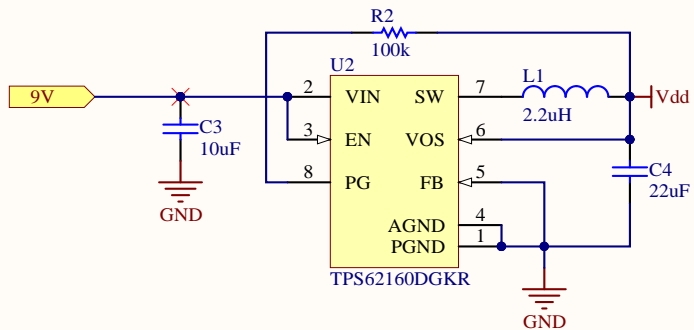 R2
100k
U2
9V
2 VIN SW 7 L1
2.2uH
Vdd
C3
10uF
3 EN VOS 6
8 PG FB 5
C4
22uF
AGND 4
PGND 1
GND
TPS62160DGKR
GND